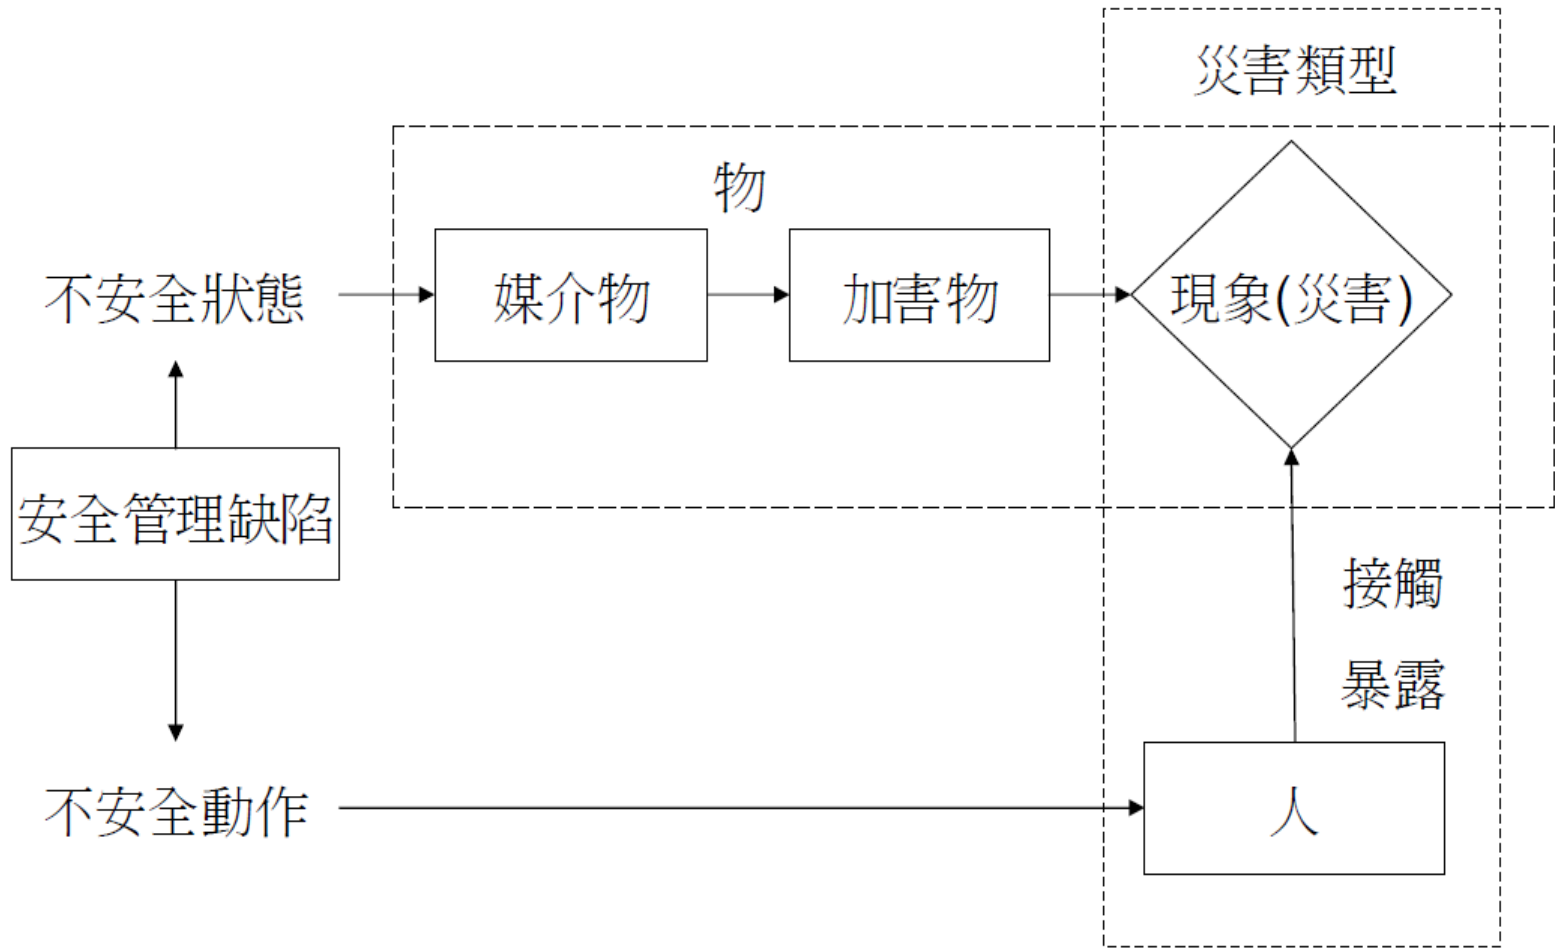 災害類型
物
不安全狀態
媒介物
加害物
現象(災害)
安全管理缺陷
接觸
暴露
不安全動作
人